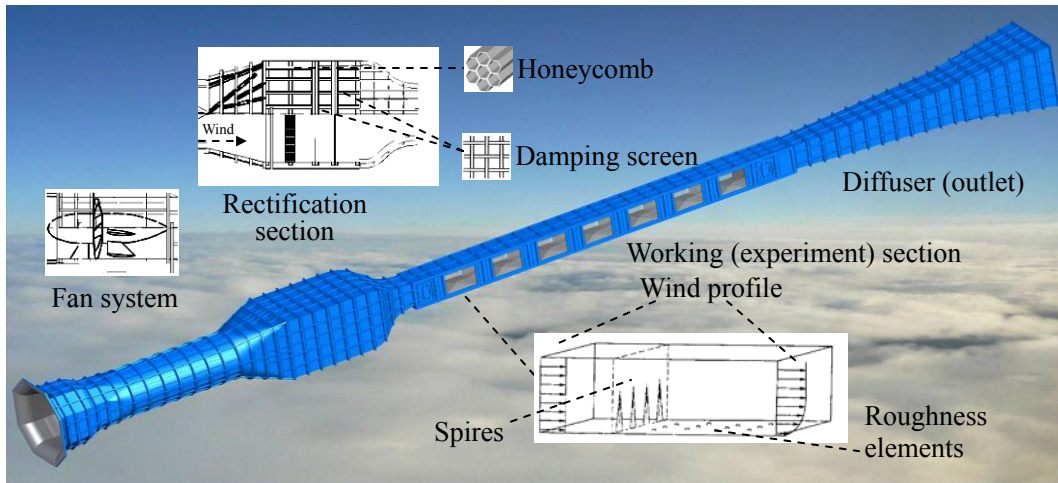 Honeycomb
Wind
Damping screen
Rectification
section
Diffuser (outlet)
Fan system
Working (experiment) section
Wind profile
Spires
Roughness
elements